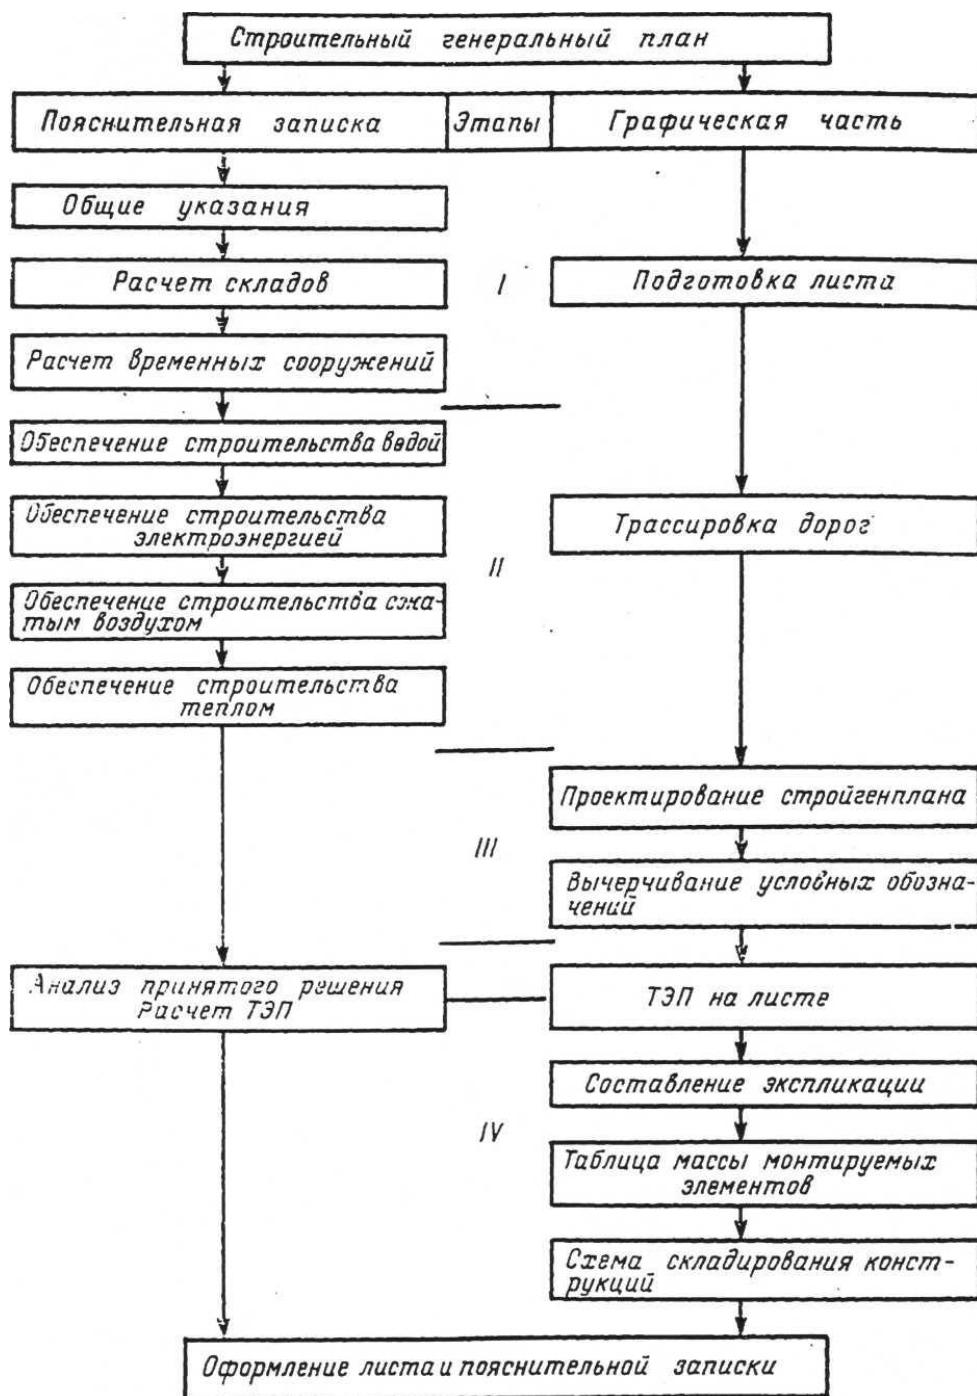 Строительный генеральный план
Пояснительная записка
Этапы
Графическая часть
Общие указания
Расчет складов
I
Подготовка листа
Расчет временных сооружений
Обеспечение строительства водой
Обеспечение строительства
электроэнергией
Трассировка дорог
II
Обеспечение строительства сжа-
тым воздухом
Обеспечение строительства
теплом
Проектирование стройгенплана
III
Вычерчивание условных обозна-
чений
Анализ принятого решения
Расчет ТЭП
ТЭП на листе
Составление экспликации
IV
Таблица массы монтируемых
элементов
Схема складирования конст-
рукций
Оформление листа и пояснительной записки